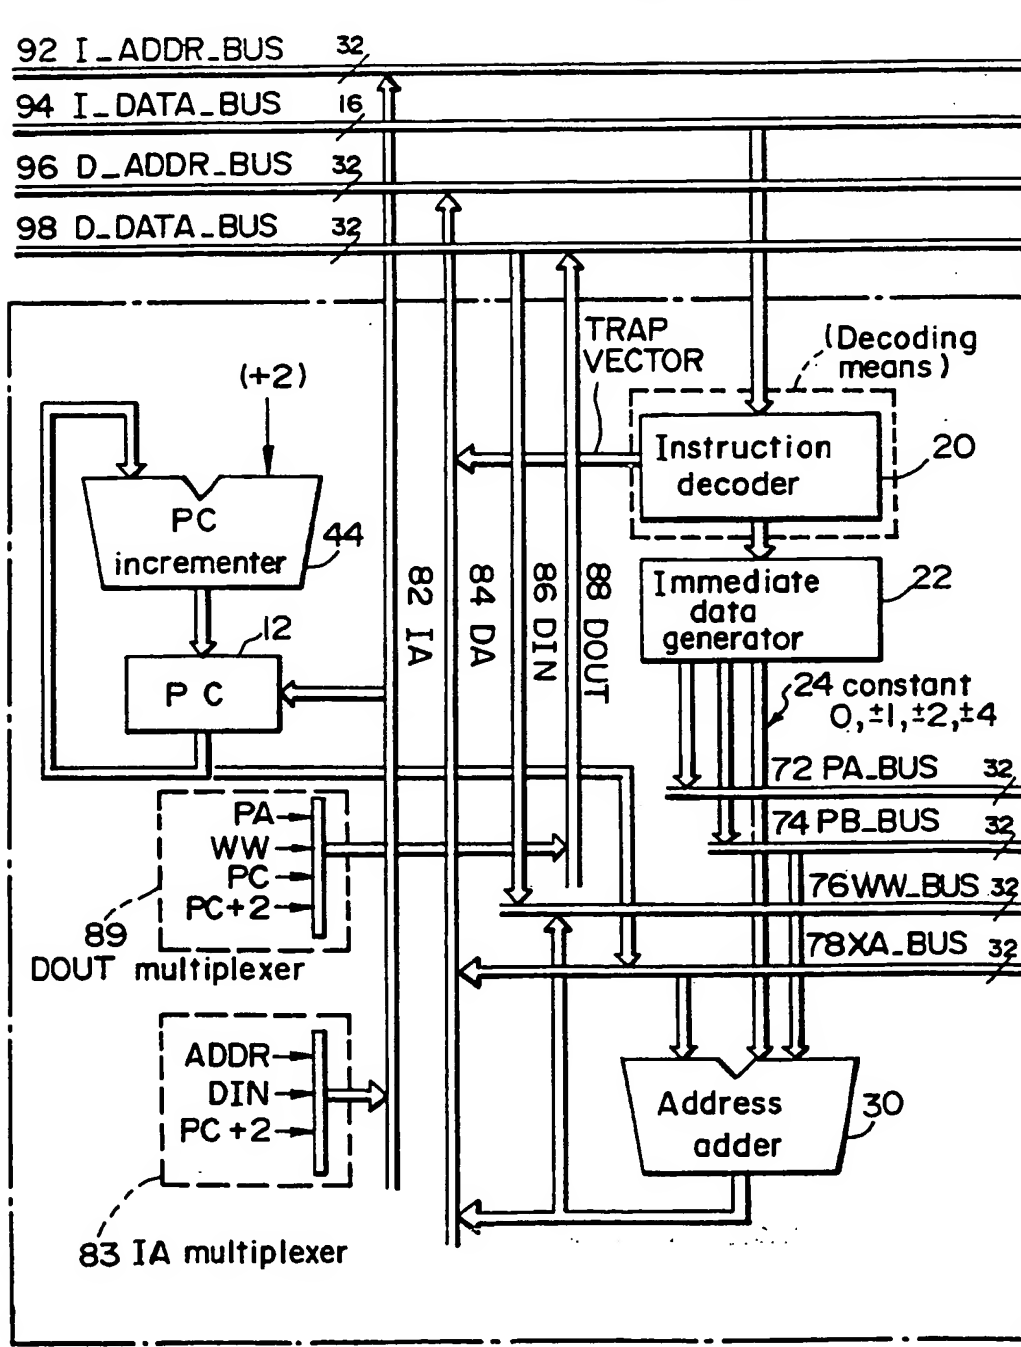 92 I_ADDR_BUS 32
94 I_DATA_BUS 16
96 D_ADDR_BUS 32
98 D_DATA_BUS 32
TRAP
VECTOR
(Decoding
means)
(+2)
Instruction
decoder
20
PC
incrementer
44
82 IA
84 DA
86 DIN
88 DOUT
Immediate
data
generator
22
12
PC
24 constant
0,±1,±2,±4
72 PA_BUS 32
74 PB_BUS 32
76 WW_BUS 32
78 XA_BUS 32
PA
WW
PC
PC+2
89
DOUT multiplexer
ADDR
DIN
PC+2
83 IA multiplexer
Address
adder
30